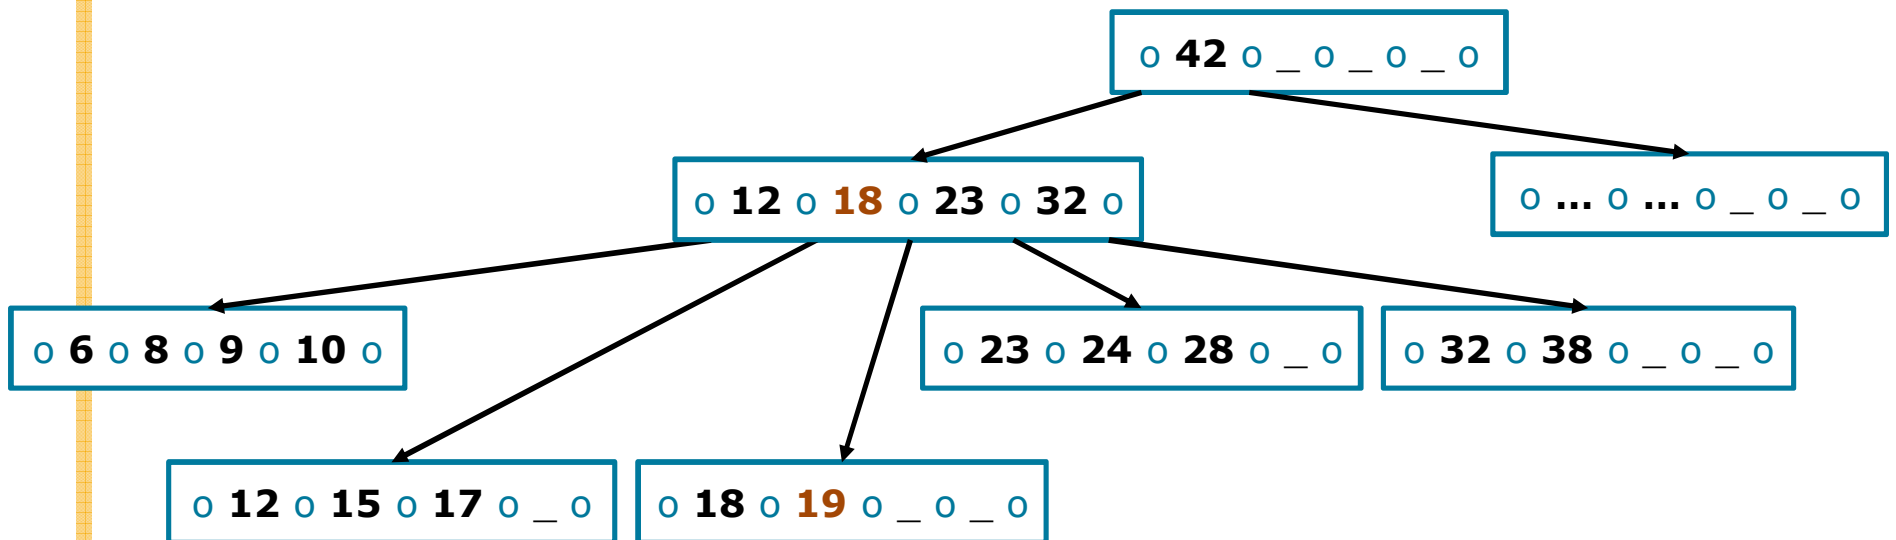 o 42 o _ o _ o _ o
o 12 o 18 o 23 o 32 o
o ... o ... o _ o _ o
o 6 o 8 o 9 o 10 o
o 23 o 24 o 28 o _ o
o 32 o 38 o _ o _ o
o 12 o 15 o 17 o _ o
o 18 o 19 o _ o _ o